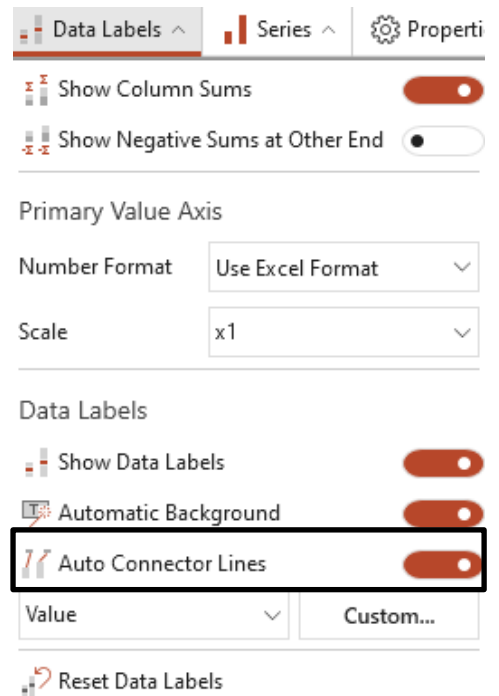 Data Labels Series Properti
Show Column Sums
Show Negative Sums at Other End
Primary Value Axis
Number Format Use Excel Format
Scale x1
Data Labels
Show Data Labels
Automatic Background
Auto Connector Lines
Value Custom...
Reset Data Labels